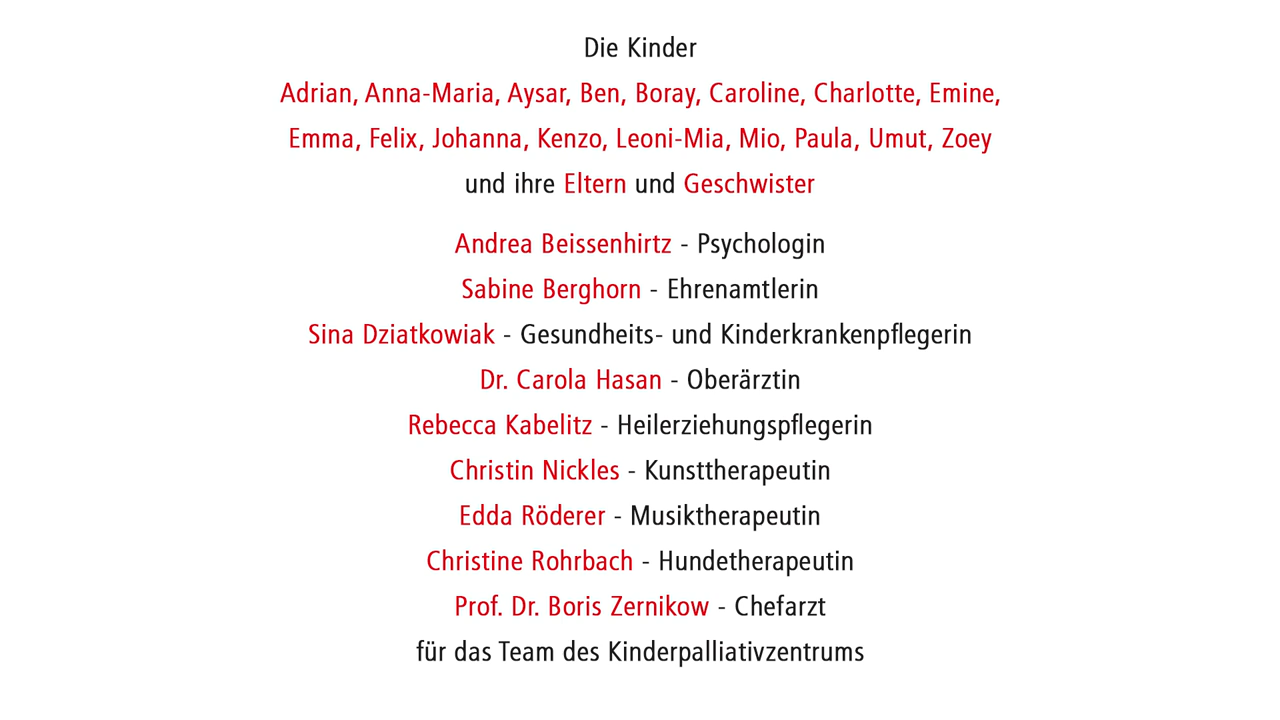 Die Kinder
Adrian, Anna-Maria, Aysar, Ben, Boray, Caroline, Charlotte, Emine,
Emma, Felix, Johanna, Kenzo, Leoni-Mia, Mio, Paula, Umut, Zoey
und ihre Eltern und Geschwister
Andrea Beissenhirtz - Psychologin
Sabine Berghorn - Ehrenamtlerin
Sina Dziatkowiak - Gesundheits- und Kinderkrankenpflegerin
Dr. Carola Hasan - Oberärztin
Rebecca Kabelitz - Heilerziehungspflegerin
Christin Nickles - Kunsttherapeutin
Edda Röderer - Musiktherapeutin
Christine Rohrbach - Hundetherapeutin
Prof. Dr. Boris Zernikow - Chefarzt
für das Team des Kinderpalliativzentrums